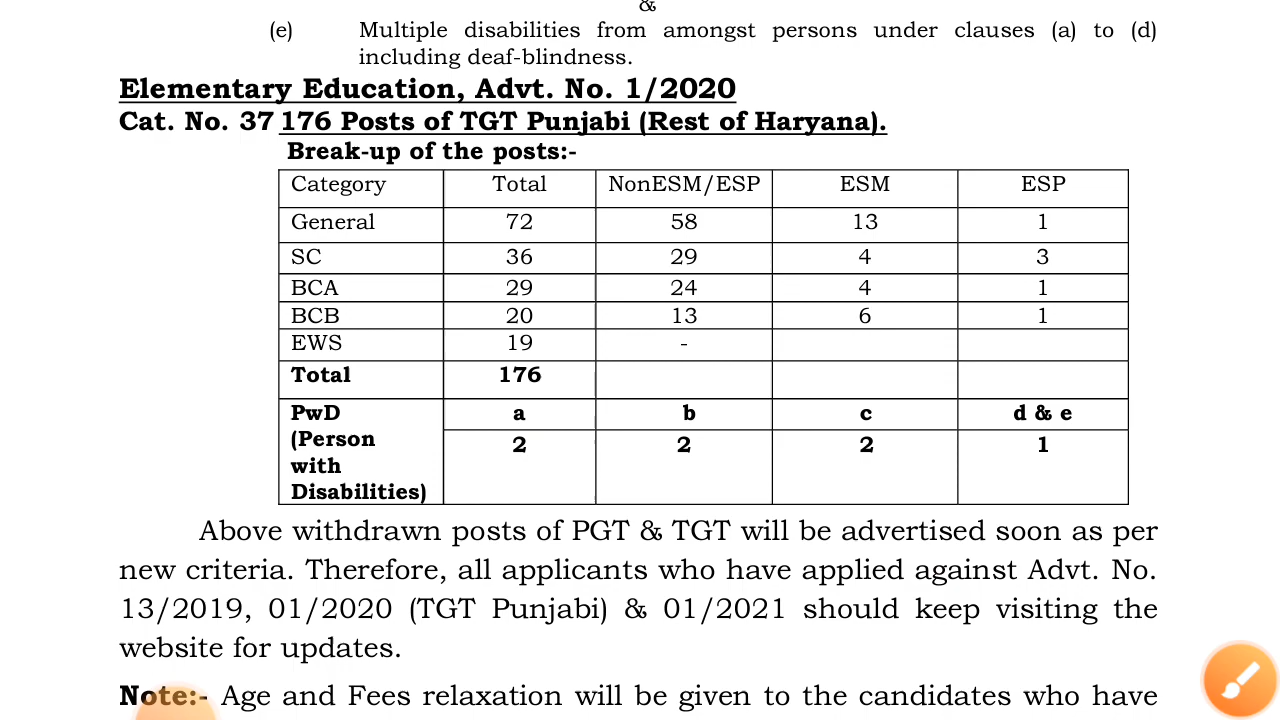 &
(e) Multiple disabilities from amongst persons under clauses (a) to (d)
including deaf-blindness.
Elementary Education, Advt. No. 1/2020
Cat. No. 37 176 Posts of TGT Punjabi (Rest of Haryana).
Break-up of the posts:-
Category Total NonESM/ESP ESM ESP
General 72 58 13 1
SC 36 29 4 3
BCA 29 24 4 1
BCB 20 13 6 1
EWS 19 -
Total 176
PwD a b c d & e
(Person 2 2 2 1
with
Disabilities)
Above withdrawn posts of PGT & TGT will be advertised soon as per
new criteria. Therefore, all applicants who have applied against Advt. No.
13/2019, 01/2020 (TGT Punjabi) & 01/2021 should keep visiting the
website for updates.
Note:- Age and Fees relaxation will be given to the candidates who have